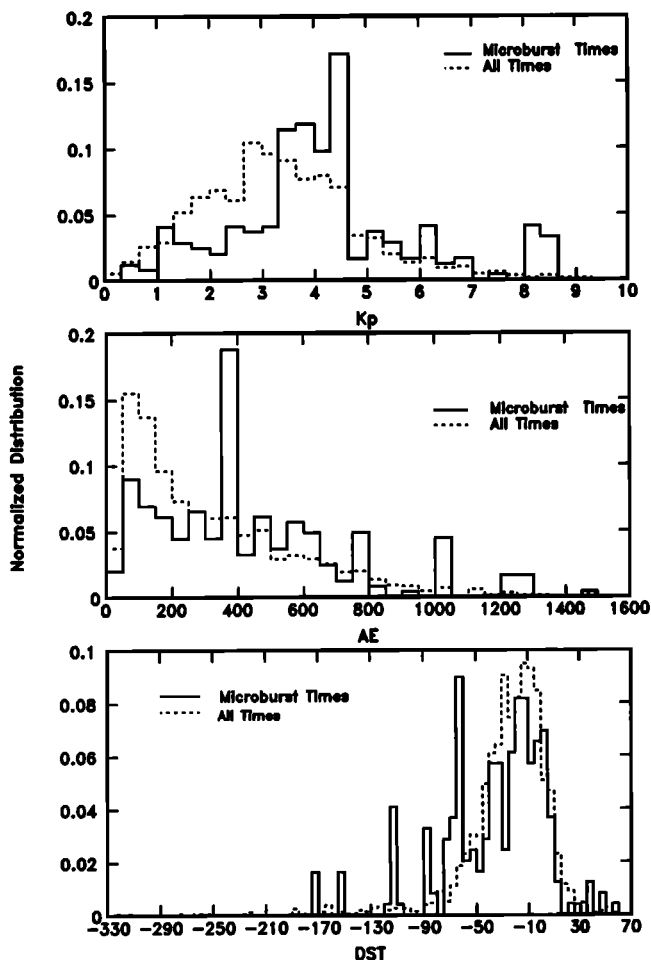 0.2
Microburst Times
All Times
0.15
0.1
0.05
0
0 1 2 3 4 5 6 7 8 9 10
Kp
Normalized Distribution
0.2
Microburst Times
All Times
0.15
0.1
0.05
0
0 200 400 600 800 1000 1200 1400 1600
AE
0.1
Microburst Times
All Times
0.08
0.06
0.04
0.02
0
-330 -290 -250 -210 -170 -130 -90 -50 -10 30 70
DST